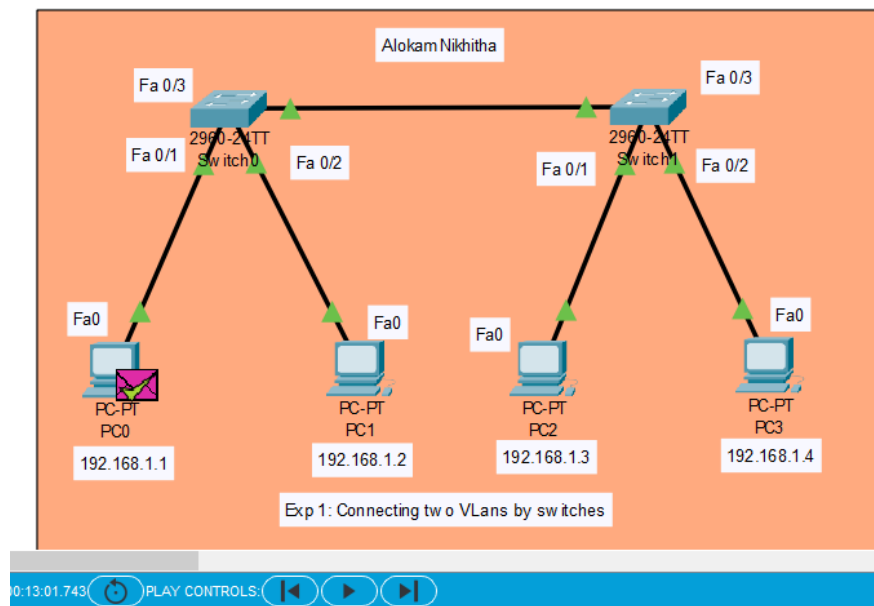 Alokam Nikhitha
Fa 0/3
Fa 0/3
2960-24TT
Switch0
2960-24TT
Switch1
Fa 0/1
Fa 0/2
Fa 0/1
Fa 0/2
Fa0
Fa0
Fa0
Fa0
PC-PT
PC0
PC-PT
PC1
PC-PT
PC2
PC-PT
PC3
192.168.1.1
192.168.1.2
192.168.1.3
192.168.1.4
Exp 1: Connecting two VLans by switches
0:13:01.743
PLAY CONTROLS: